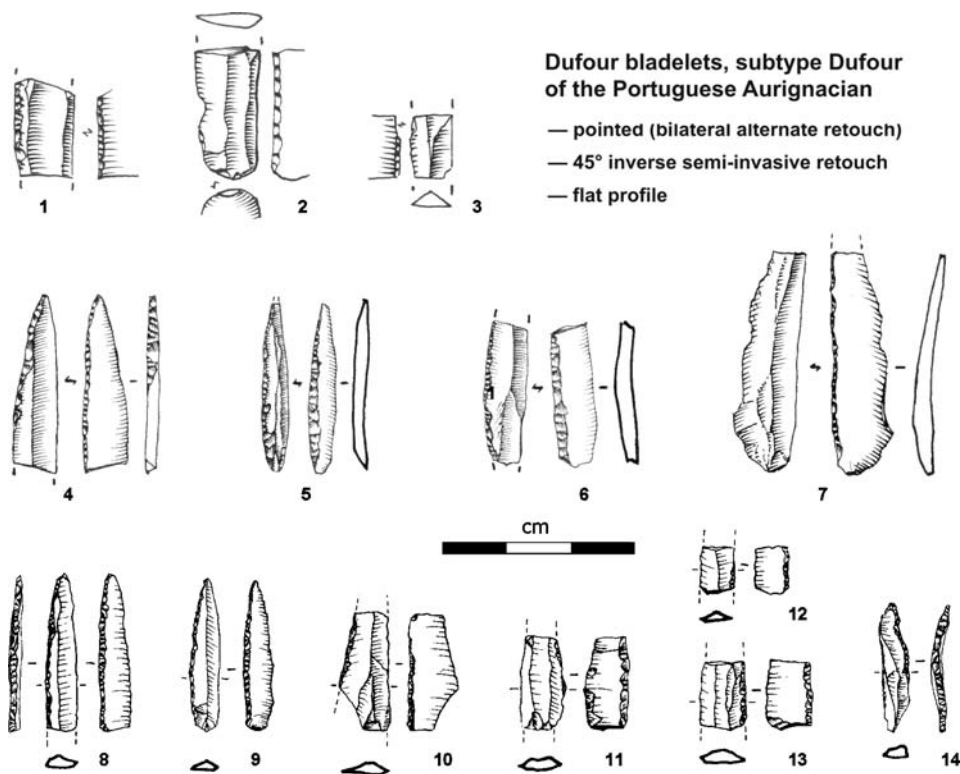 Dufour bladelets, subtype Dufour
of the Portuguese Aurignacian
— pointed (bilateral alternate retouch)
— 45° inverse semi-invasive retouch
— flat profile
1
2
3
4
5
6
7
cm
8
9
10
11
12
13
14